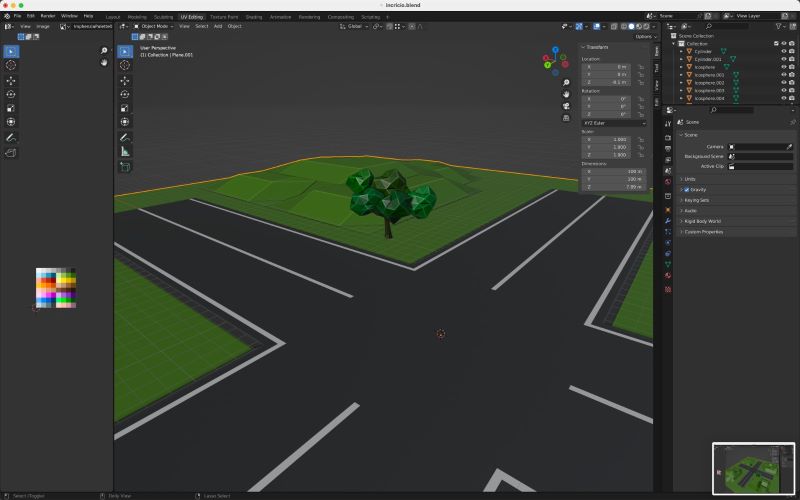 Incricio.blend
File Edit Render Window Help
Layout Modeling Sculpting UV Editing Texture Paint Shading Animation Rendering Compositing Scripting +
Scene
View Layer
View Image
Object Mode View Select Add Object
Global
Options
User Perspective
(1) Collection | Plane.001
Transform
Location:
X 0 m
Y 0 m
Z -0.1 m
Rotation:
X 0°
Y 0°
Z 0°
XYZ Euler
Scale:
X 1.000
Y 1.000
Z 1.000
Dimensions:
X 100 m
Y 100 m
Z 7.99 m
Item
Tool
View
Edit
X
Y
Z
Scene Collection
Collection
Cylinder
Cylinder.001
Icosphere
Icosphere.001
Icosphere.002
Icosphere.003
Icosphere.004
Scene
Scene
Camera
Background Scene
Active Clip
Units
Gravity
Keying Sets
Audio
Rigid Body World
Custom Properties
Select (Toggle)
Dolly View
Lasso Select